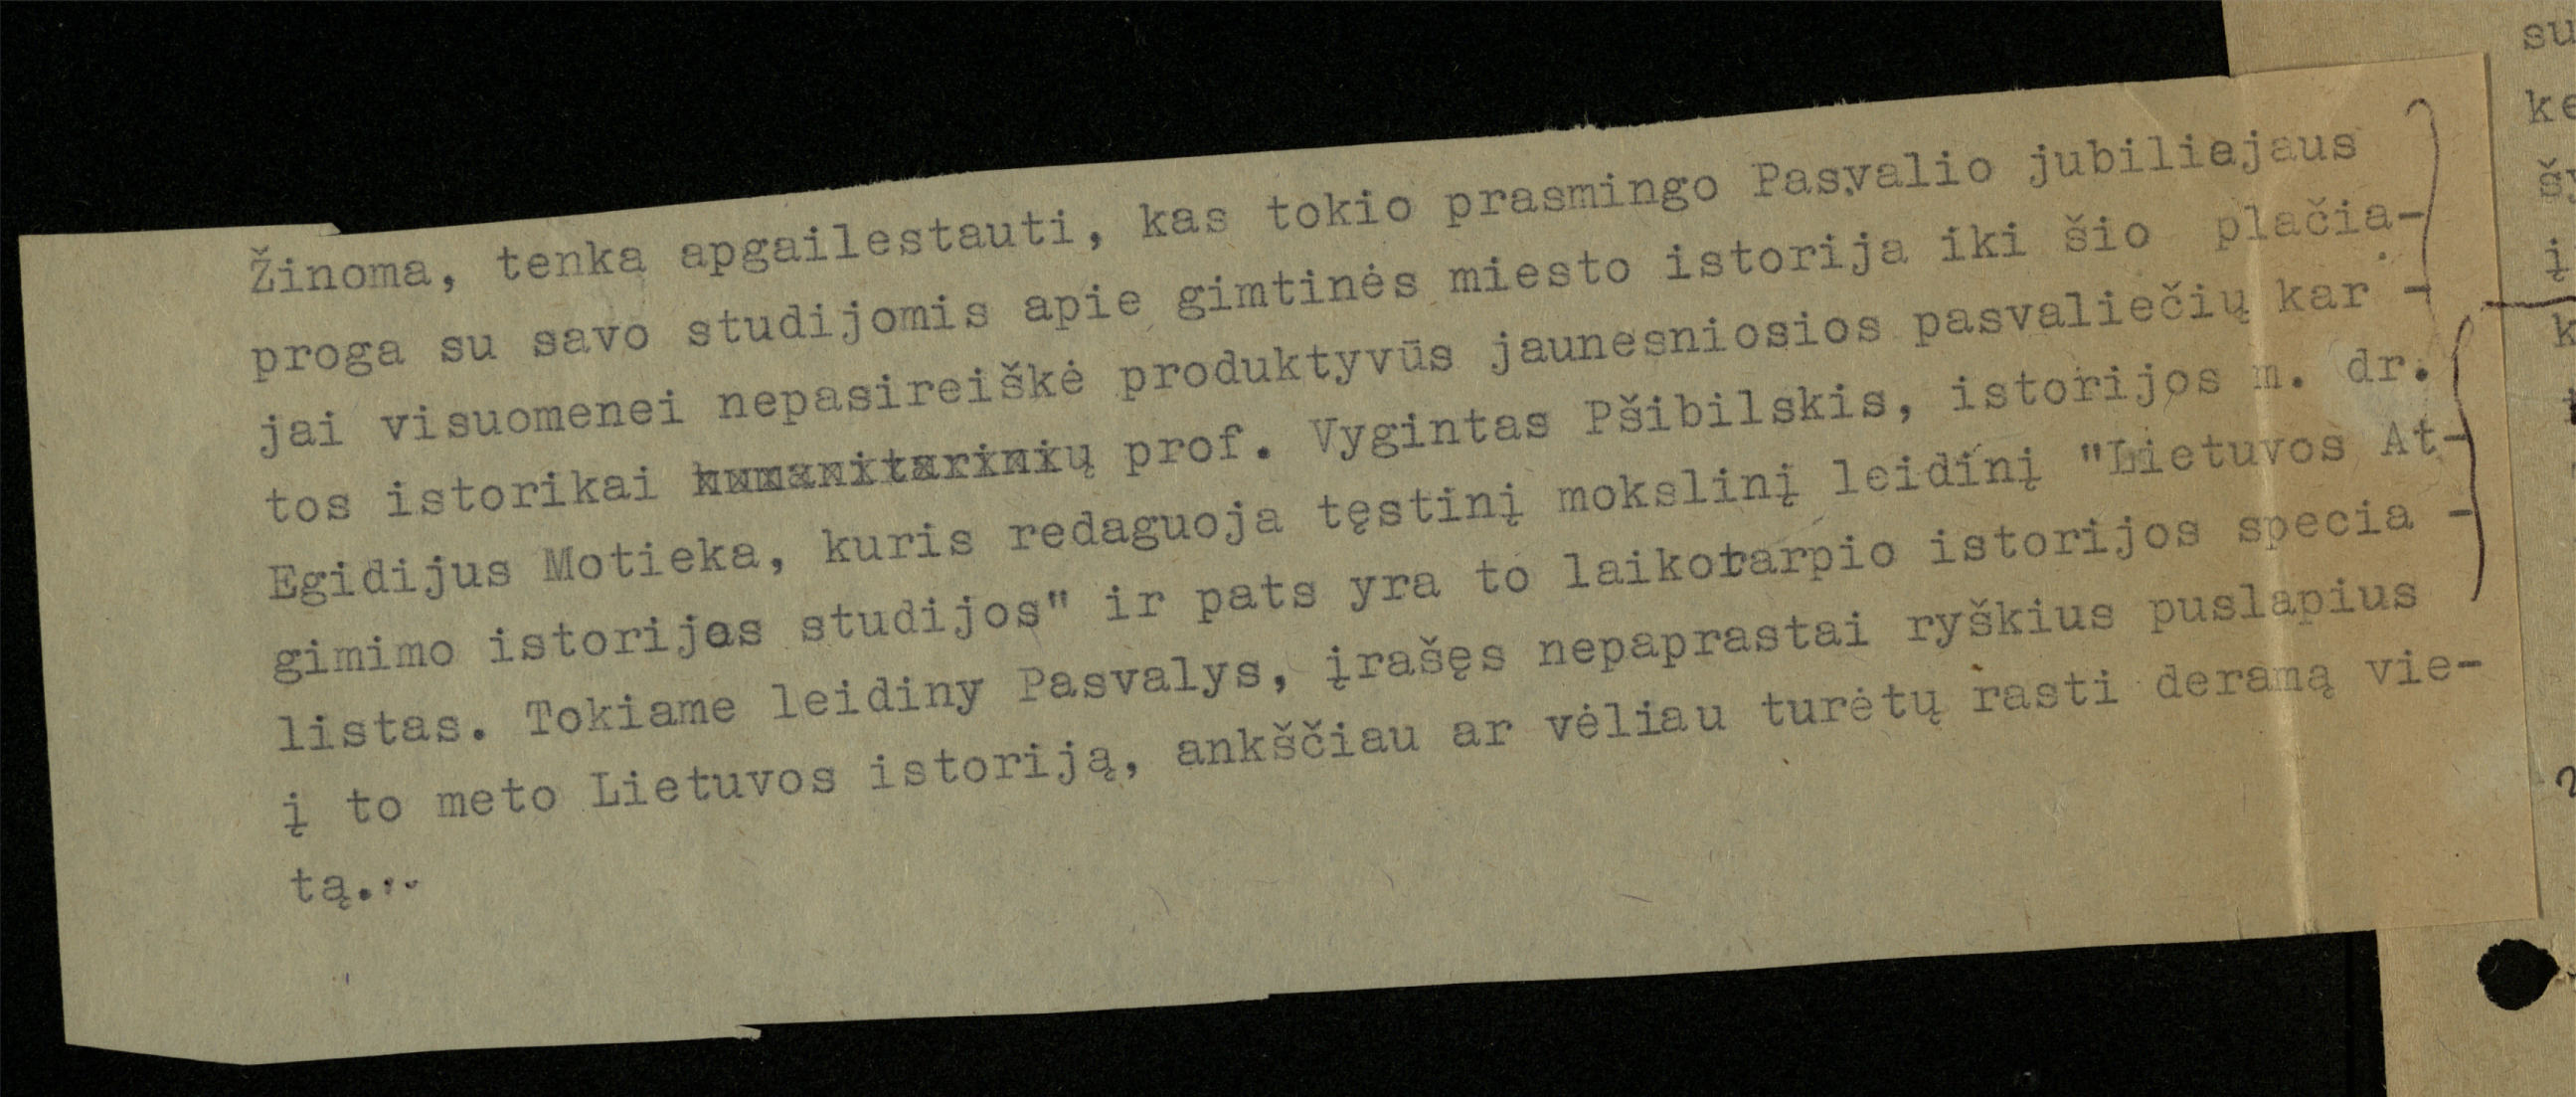 Žinoma, tenka apgailestauti, kas tokio prasmingo Pasvalio jubiliejaus
proga su savo studijomis apie gimtinės miesto istorija iki šio plačia-
jai visuomenei nepasireiškė produktyvūs jaunesniosios pasvaliečių kar -
tos istorikai humanitarinių prof. Vygintas Pšibilskis, istorijos m. dr.
Egidijus Motieka, kuris redaguoja tęstinį mokslinį leidinį "Lietuvos At-
gimimo istorijos studijos" ir pats yra to laikotarpio istorijos specia -
listas. Tokiame leidiny Pasvalys, įrašęs nepaprastai ryškius puslapius
į to meto Lietuvos istoriją, ankščiau ar vėliau turėtų rasti deramą vie-
tą...
su
ke
į
k